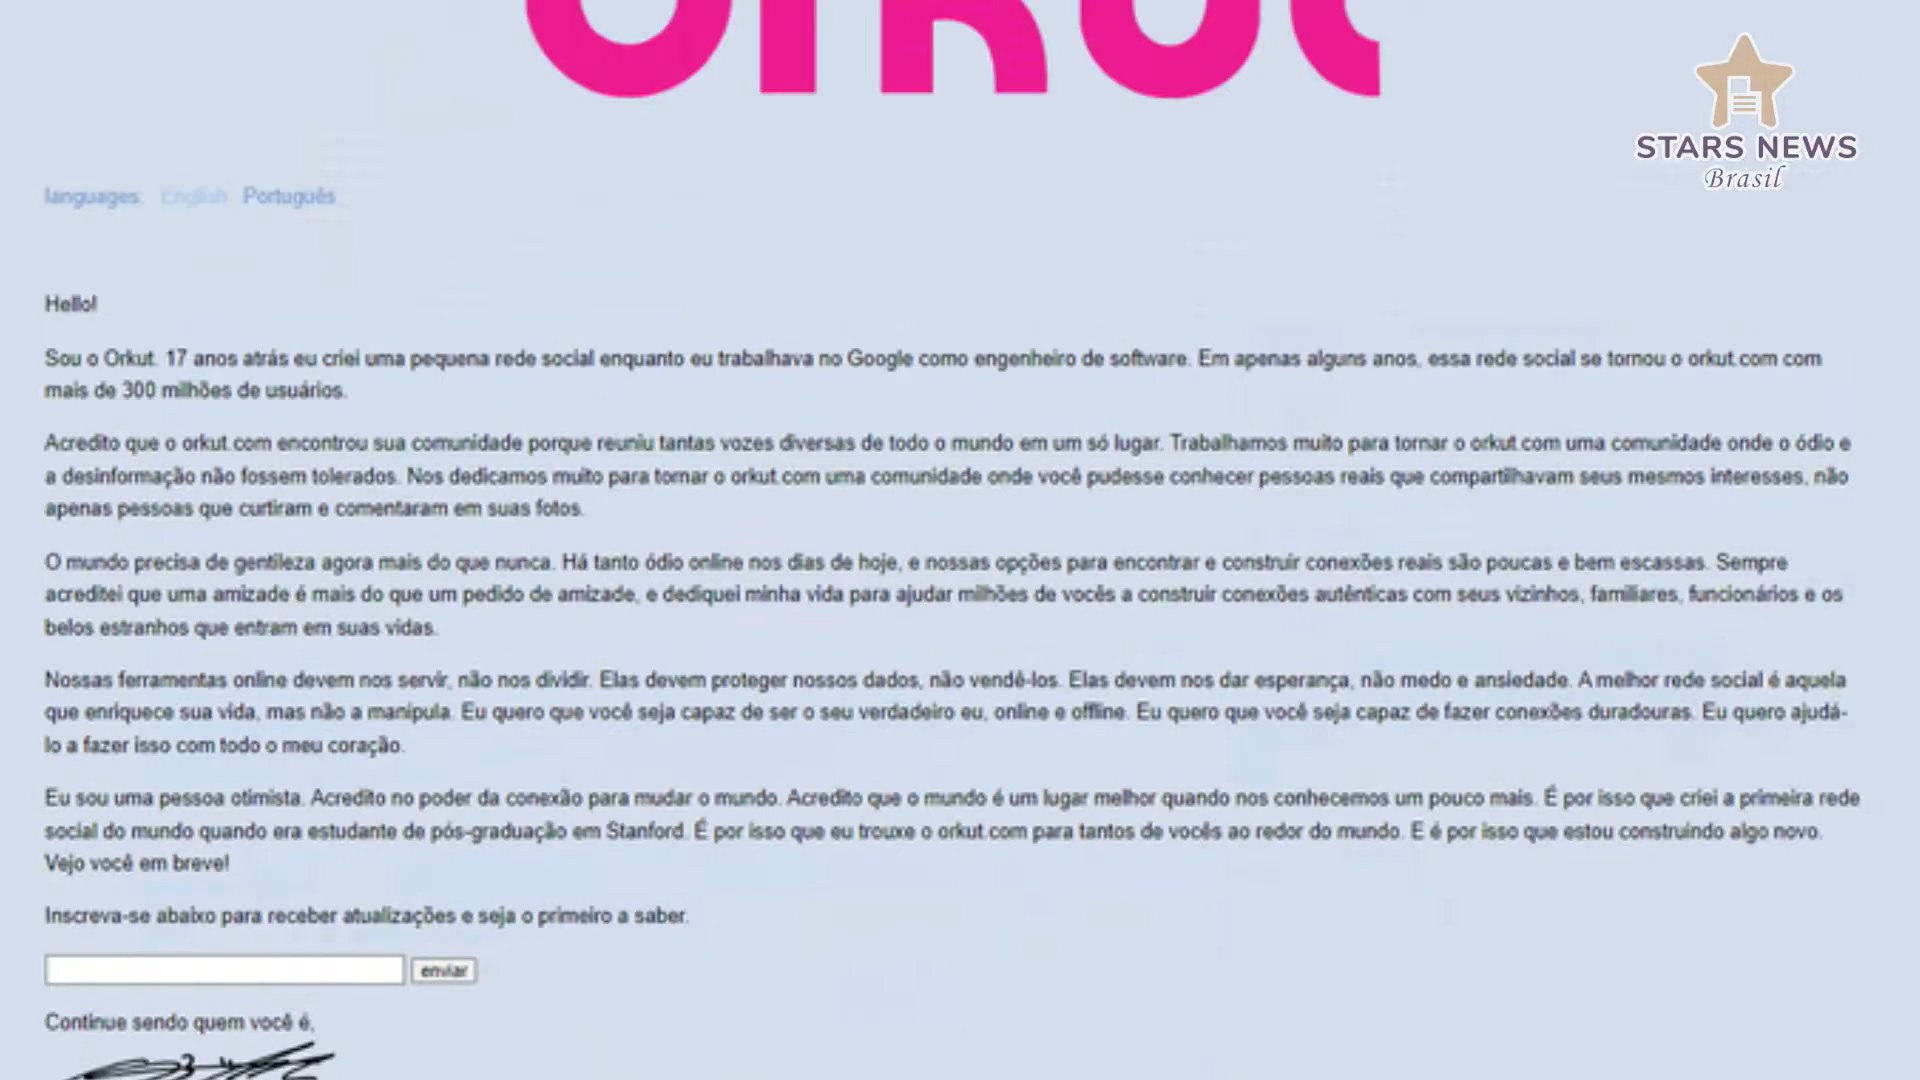 orkut
STARS NEWS
Brasil
languages: English Português
Hello!
Sou o Orkut. 17 anos atrás eu criei uma pequena rede social enquanto eu trabalhava no Google como engenheiro de software. Em apenas alguns anos, essa rede social se tornou o orkut.com com
mais de 300 milhões de usuários.
Acredito que o orkut.com encontrou sua comunidade porque reuniu tantas vozes diversas de todo o mundo em um só lugar. Trabalhamos muito para tornar o orkut.com uma comunidade onde o ódio e
a desinformação não fossem tolerados. Nos dedicamos muito para tornar o orkut.com uma comunidade onde você pudesse conhecer pessoas reais que compartilhavam seus mesmos interesses, não
apenas pessoas que curtiram e comentaram em suas fotos.
O mundo precisa de gentileza agora mais do que nunca. Há tanto ódio online nos dias de hoje, e nossas opções para encontrar e construir conexões reais são poucas e bem escassas. Sempre
acreditei que uma amizade é mais do que um pedido de amizade, e dediquei minha vida para ajudar milhões de vocês a construir conexões autênticas com seus vizinhos, familiares, funcionários e os
belos estranhos que entram em suas vidas.
Nossas ferramentas online devem nos servir, não nos dividir. Elas devem proteger nossos dados, não vendê-los. Elas devem nos dar esperança, não medo e ansiedade. A melhor rede social é aquela
que enriquece sua vida, mas não a manipula. Eu quero que você seja capaz de ser o seu verdadeiro eu, online e offline. Eu quero que você seja capaz de fazer conexões duradouras. Eu quero ajudá-
lo a fazer isso com todo o meu coração.
Eu sou uma pessoa otimista. Acredito no poder da conexão para mudar o mundo. Acredito que o mundo é um lugar melhor quando nos conhecemos um pouco mais. É por isso que criei a primeira rede
social do mundo quando era estudante de pós-graduação em Stanford. É por isso que eu trouxe o orkut.com para tantos de vocês ao redor do mundo. E é por isso que estou construindo algo novo.
Vejo você em breve!
Inscreva-se abaixo para receber atualizações e seja o primeiro a saber.
enviar
Continue sendo quem você é,